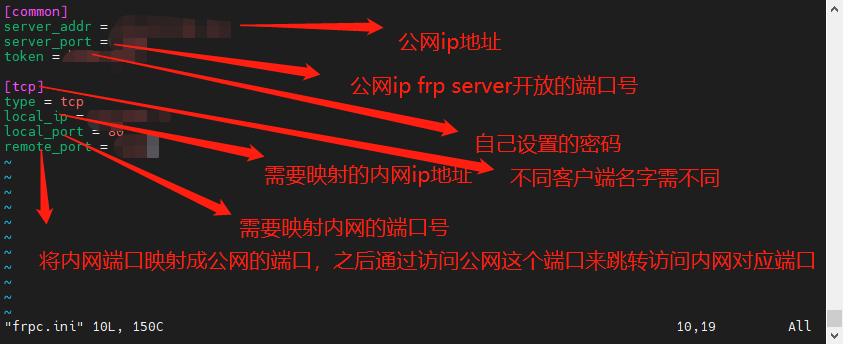 [common]
server_addr =
公网ip地址
server_port =
token =
公网ip frp server开放的端口号
[tcp]
type = tcp
local_ip =
local_port = 80
自己设置的密码
remote_port =
需要映射的内网ip地址
不同客户端名字需不同
需要映射内网的端口号
将内网端口映射成公网的端口，之后通过访问公网这个端口来跳转访问内网对应端口
~
~
~
~
~
~
~
~
~
~
"frpc.ini" 10L, 150C 10,19 All